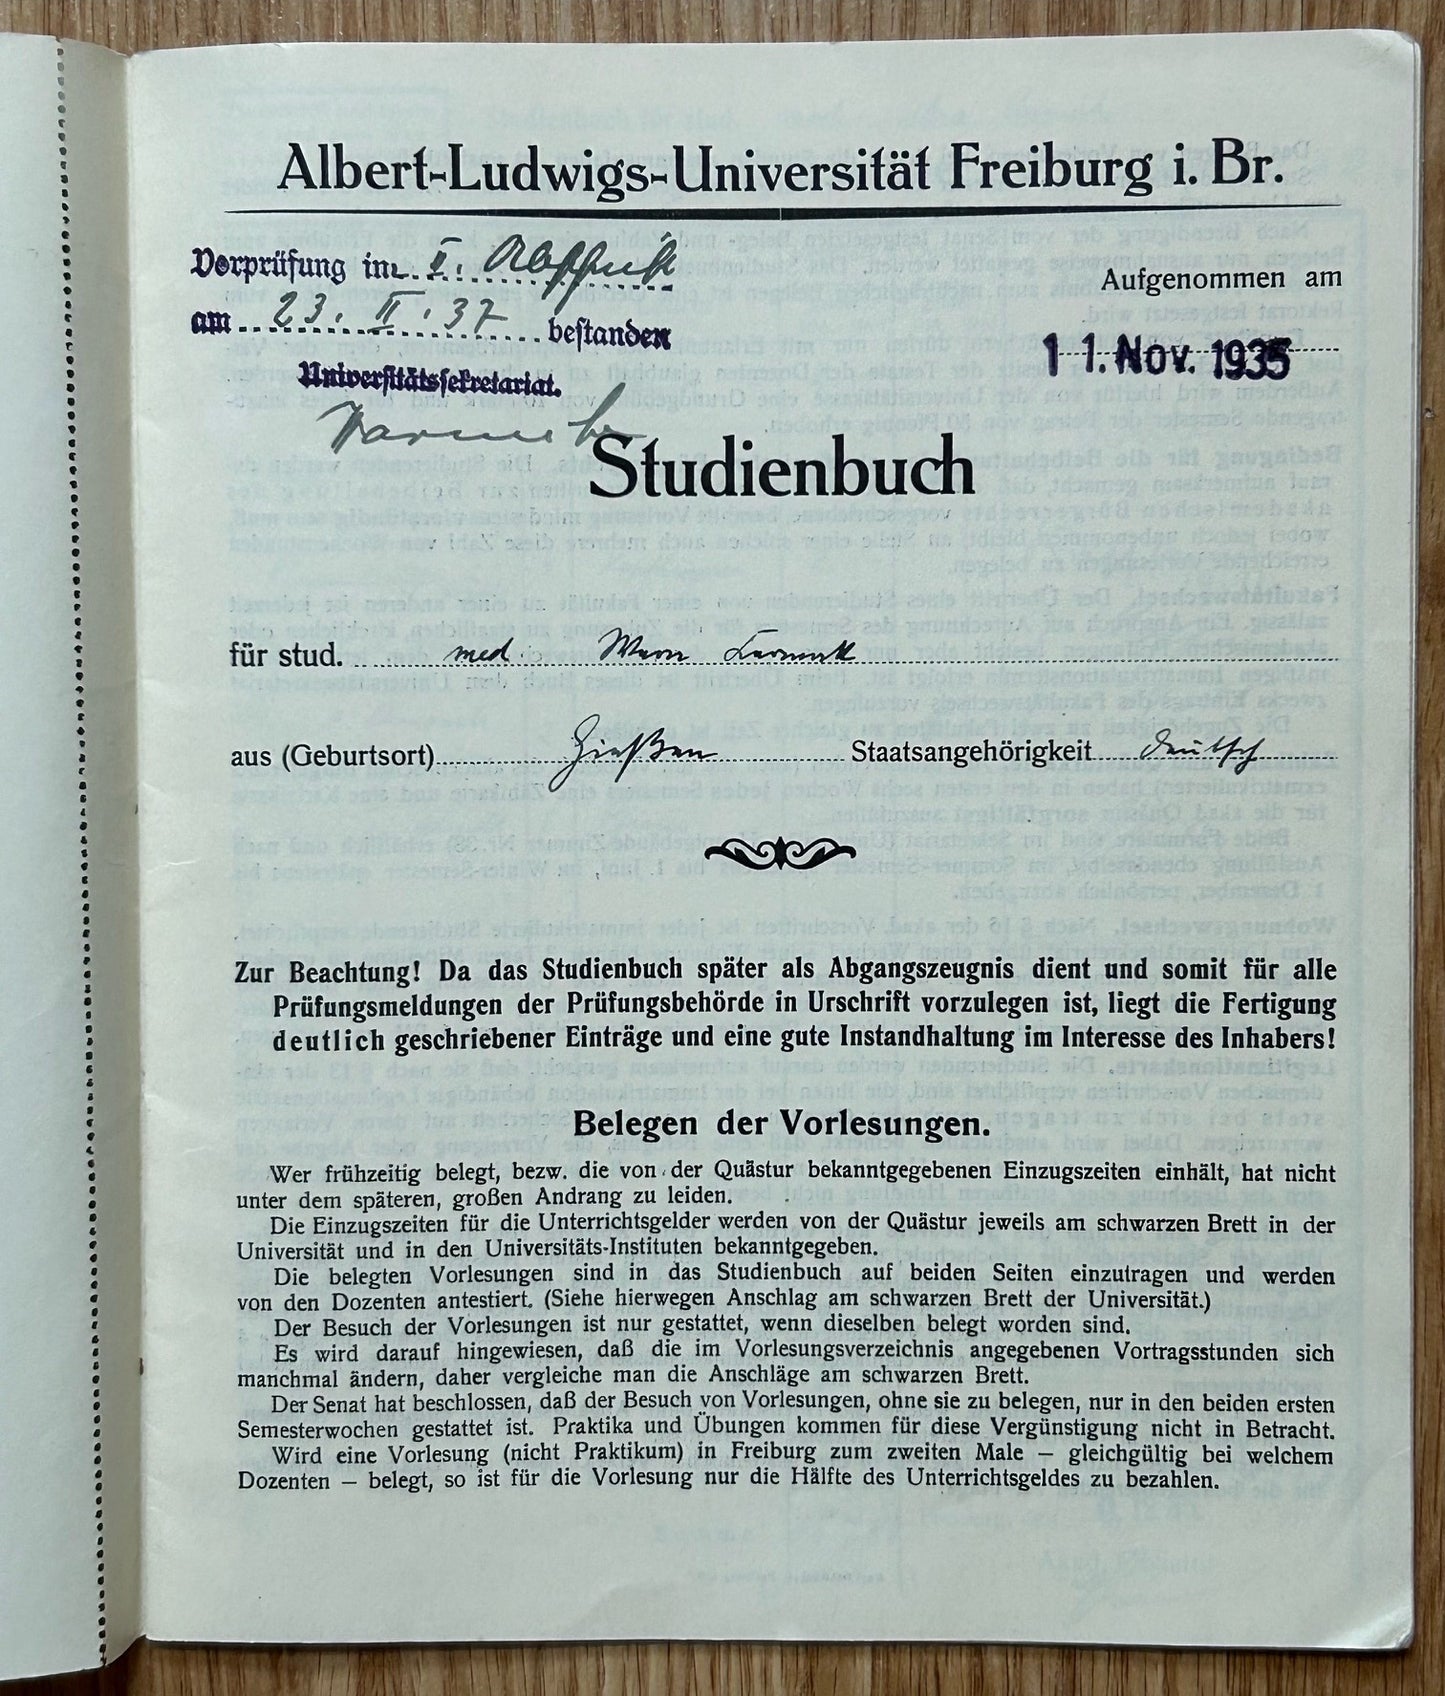 Albert-Ludwigs-Universität Freiburg i. Br.
Vorprüfung im II. Abschnitt
am 23. II. 37 bestanden
Universitätssekretariat.
Aufgenommen am
11. Nov. 1935
Studienbuch
für stud. med Werner
aus (Geburtsort) Gießen Staatsangehörigkeit deutsch
Zur Beachtung! Da das Studienbuch später als Abgangszeugnis dient und somit für alle
Prüfungsmeldungen der Prüfungsbehörde in Urschrift vorzulegen ist, liegt die Fertigung
deutlich geschriebener Einträge und eine gute Instandhaltung im Interesse des Inhabers!
Belegen der Vorlesungen.
Wer frühzeitig belegt, bezw. die von der Quästur bekanntgegebenen Einzugszeiten einhält, hat nicht
unter dem späteren, großen Andrang zu leiden.
Die Einzugszeiten für die Unterrichtsgelder werden von der Quästur jeweils am schwarzen Brett in der
Universität und in den Universitäts-Instituten bekanntgegeben.
Die belegten Vorlesungen sind in das Studienbuch auf beiden Seiten einzutragen und werden
von den Dozenten antestiert. (Siehe hierwegen Anschlag am schwarzen Brett der Universität.)
Der Besuch der Vorlesungen ist nur gestattet, wenn dieselben belegt worden sind.
Es wird darauf hingewiesen, daß die im Vorlesungsverzeichnis angegebenen Vortragsstunden sich
manchmal ändern, daher vergleiche man die Anschläge am schwarzen Brett.
Der Senat hat beschlossen, daß der Besuch von Vorlesungen, ohne sie zu belegen, nur in den beiden ersten
Semesterwochen gestattet ist. Praktika und Übungen kommen für diese Vergünstigung nicht in Betracht.
Wird eine Vorlesung (nicht Praktikum) in Freiburg zum zweiten Male — gleichgültig bei welchem
Dozenten — belegt, so ist für die Vorlesung nur die Hälfte des Unterrichtsgeldes zu bezahlen.